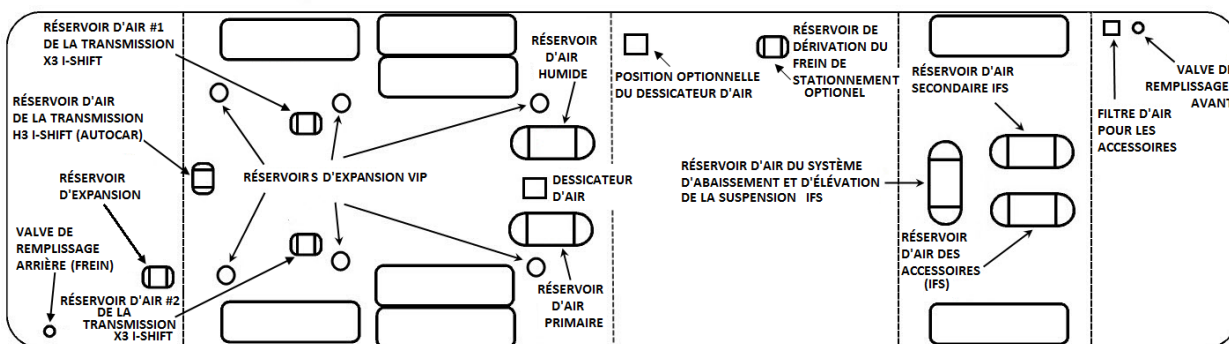 RÉSERVOIR D'AIR #1
DE LA TRANSMISSION
X3 I-SHIFT
RÉSERVOIR D'AIR
DE LA TRANSMISSION
H3 I-SHIFT (AUTOCAR)
RÉSERVOIR
D'EXPANSION
VALVE DE
REMPLISSAGE
ARRIÈRE (FREIN)
RÉSERVOIR D'AIR #2
DE LA
TRANSMISSION
X3 I-SHIFT
RÉSERVOIRS D'EXPANSION VIP
RÉSERVOIR
D'AIR
HUMIDE
DESSICATEUR
D'AIR
RÉSERVOIR
D'AIR
PRIMAIRE
POSITION OPTIONNELLE
DU DESSICATEUR D'AIR
RÉSERVOIR DE
DÉRIVATION DU
FREIN DE
STATIONNEMENT
OPTIONEL
RÉSERVOIR D'AIR DU SYSTÈME
D'ABAISSEMENT ET D'ÉLÉVATION
DE LA SUSPENSION IFS
RÉSERVOIR D'AIR
SECONDAIRE IFS
RÉSERVOIR
D'AIR DES
ACCESSOIRES
(IFS)
FILTRE D'AIR
POUR LES
ACCESSOIRES
VALVE DE
REMPLISSAGE
AVANT